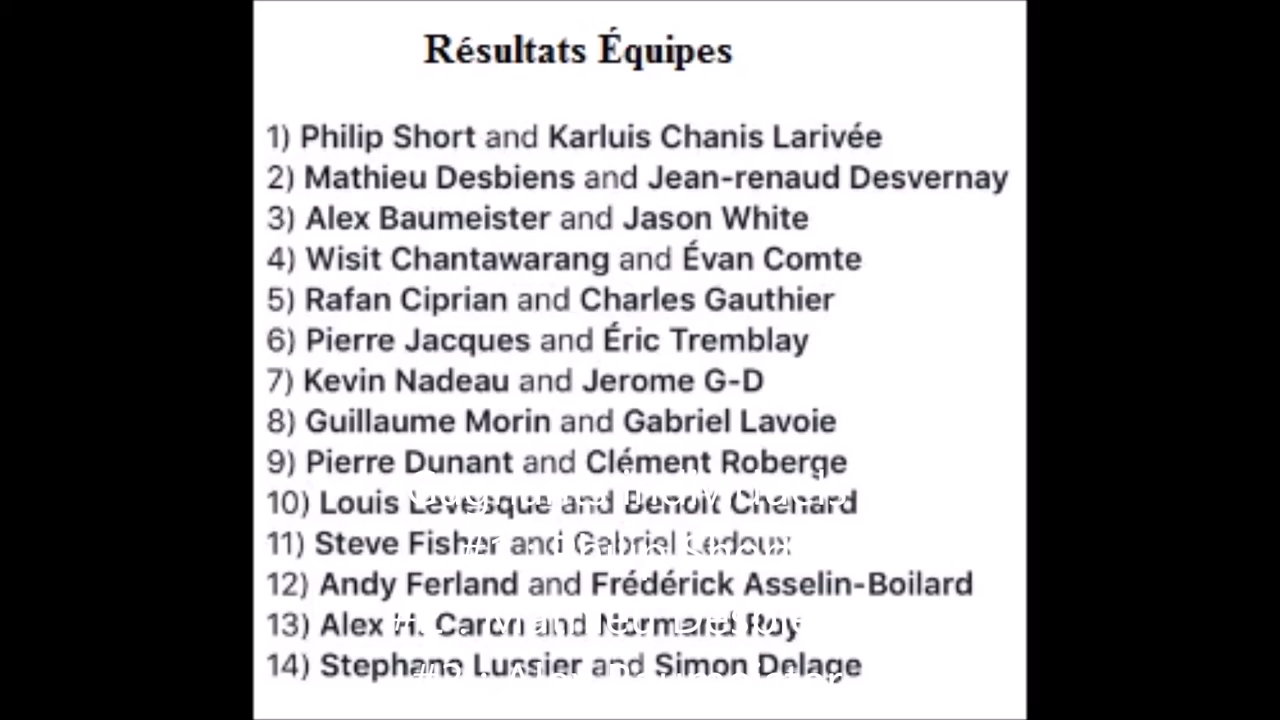 Résultats Équipes
1) Philip Short and Karluis Chanis Larivée
2) Mathieu Desbiens and Jean-renaud Desvernay
3) Alex Baumeister and Jason White
4) Wisit Chantawarang and Évan Comte
5) Rafan Ciprian and Charles Gauthier
6) Pierre Jacques and Éric Tremblay
7) Kevin Nadeau and Jerome G-D
8) Guillaume Morin and Gabriel Lavoie
9) Pierre Dunant and Clément Roberge
10) Louis Levesque and Benoit Chenard
11) Steve Fisher and Gabriel Ledoux
12) Andy Ferland and Frédérick Asselin-Boilard
13) Alex H. Caron and Normand Roy
14) Stephane Lussier and Simon Delage